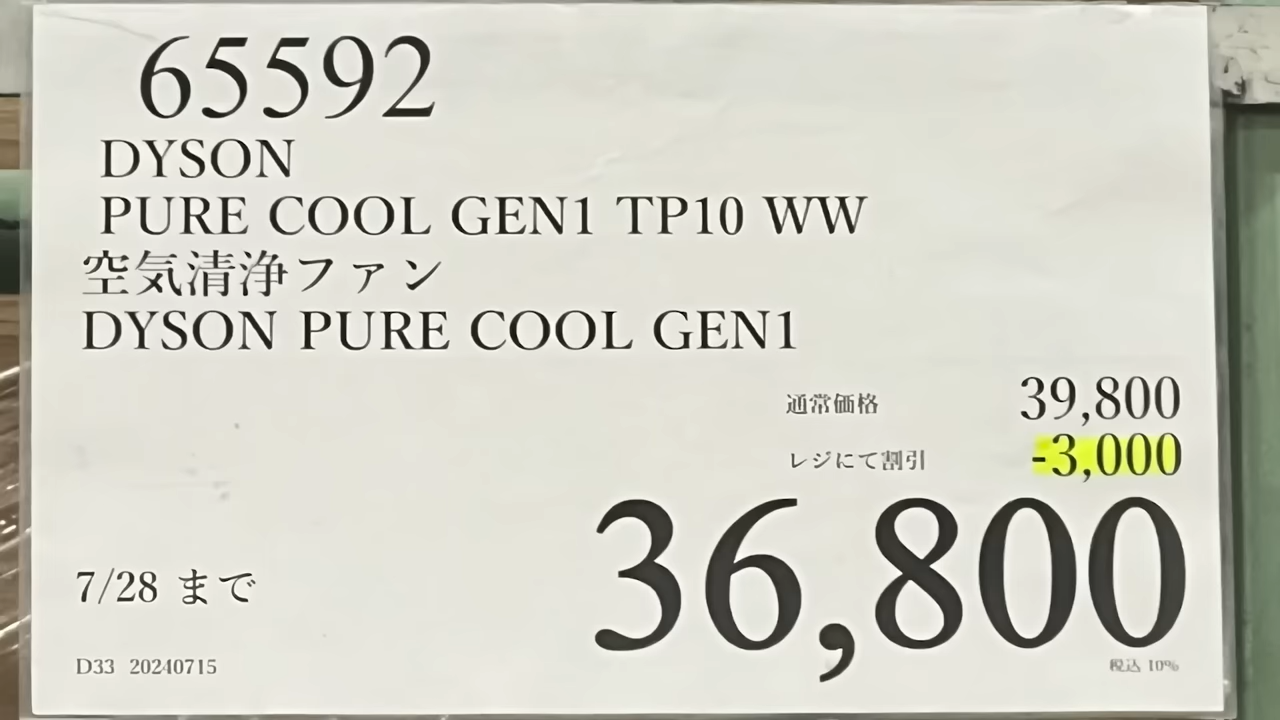 65592
DYSON
PURE COOL GEN1 TP10 WW
空気清浄ファン
DYSON PURE COOL GEN1
通常価格 39,800
レジにて割引 -3,000
36,800
7/28 まで
D33 20240715
税込 10%